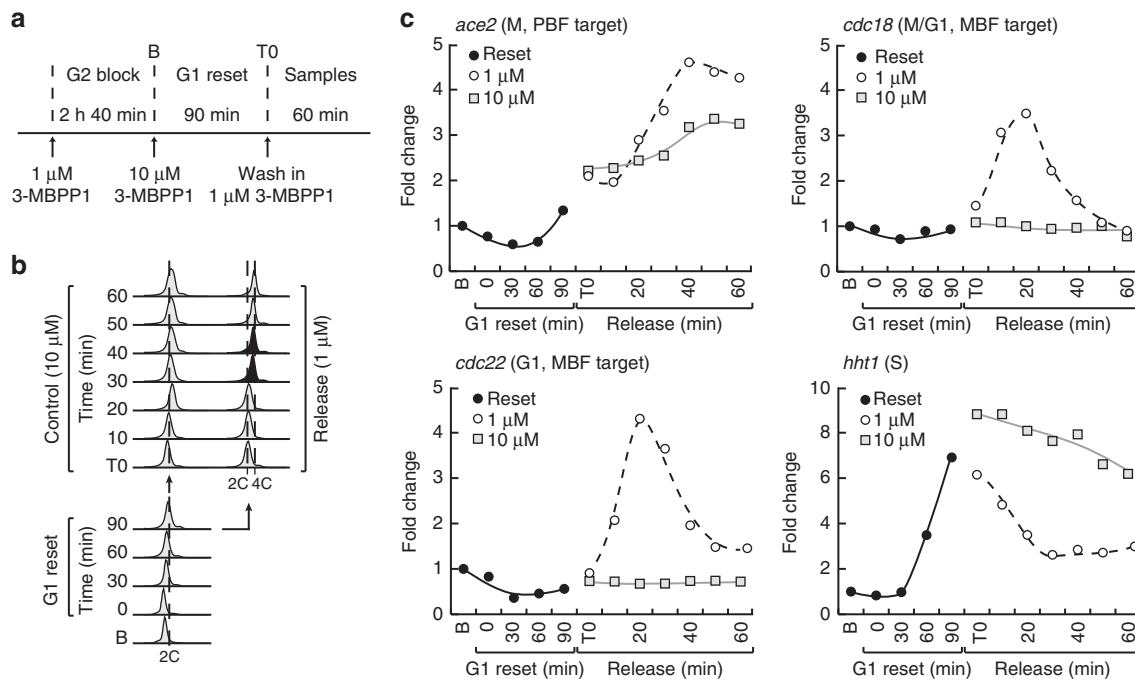 a
B
T0
G2 block
G1 reset
Samples
2 h 40 min
90 min
60 min
1 µM
3-MBPP1
10 µM
3-MBPP1
Wash in
1 µM 3-MBPP1
b
Control (10 µM)
Time (min)
60
50
40
30
20
10
T0
Release (1 µM)
2C
4C
G1 reset
Time (min)
90
60
30
0
B
2C
c
ace2 (M, PBF target)
Reset
1 µM
10 µM
Fold change
5
4
3
2
1
0
B
0
30
60
90
T0
20
40
60
G1 reset (min)
Release (min)
cdc18 (M/G1, MBF target)
Reset
1 µM
10 µM
Fold change
5
4
3
2
1
0
B
0
30
60
90
T0
20
40
60
G1 reset (min)
Release (min)
cdc22 (G1, MBF target)
Reset
1 µM
10 µM
Fold change
5
4
3
2
1
0
B
0
30
60
90
T0
20
40
60
G1 reset (min)
Release (min)
hht1 (S)
Reset
1 µM
10 µM
Fold change
10
8
6
4
2
0
B
0
30
60
90
T0
20
40
60
G1 reset (min)
Release (min)